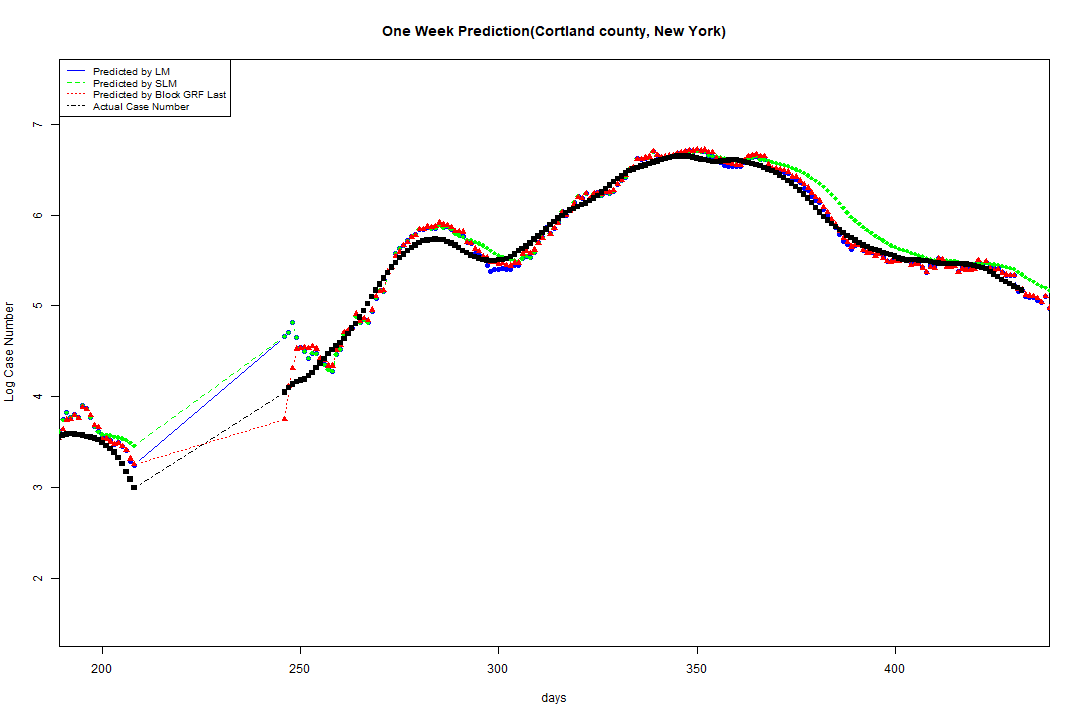 One Week Prediction(Cortland county, New York)
Predicted by LM
Predicted by SLM
Predicted by Block GRF Last
Actual Case Number
7
6
5
4
3
2
Log Case Number
200 250 300 350 400
days